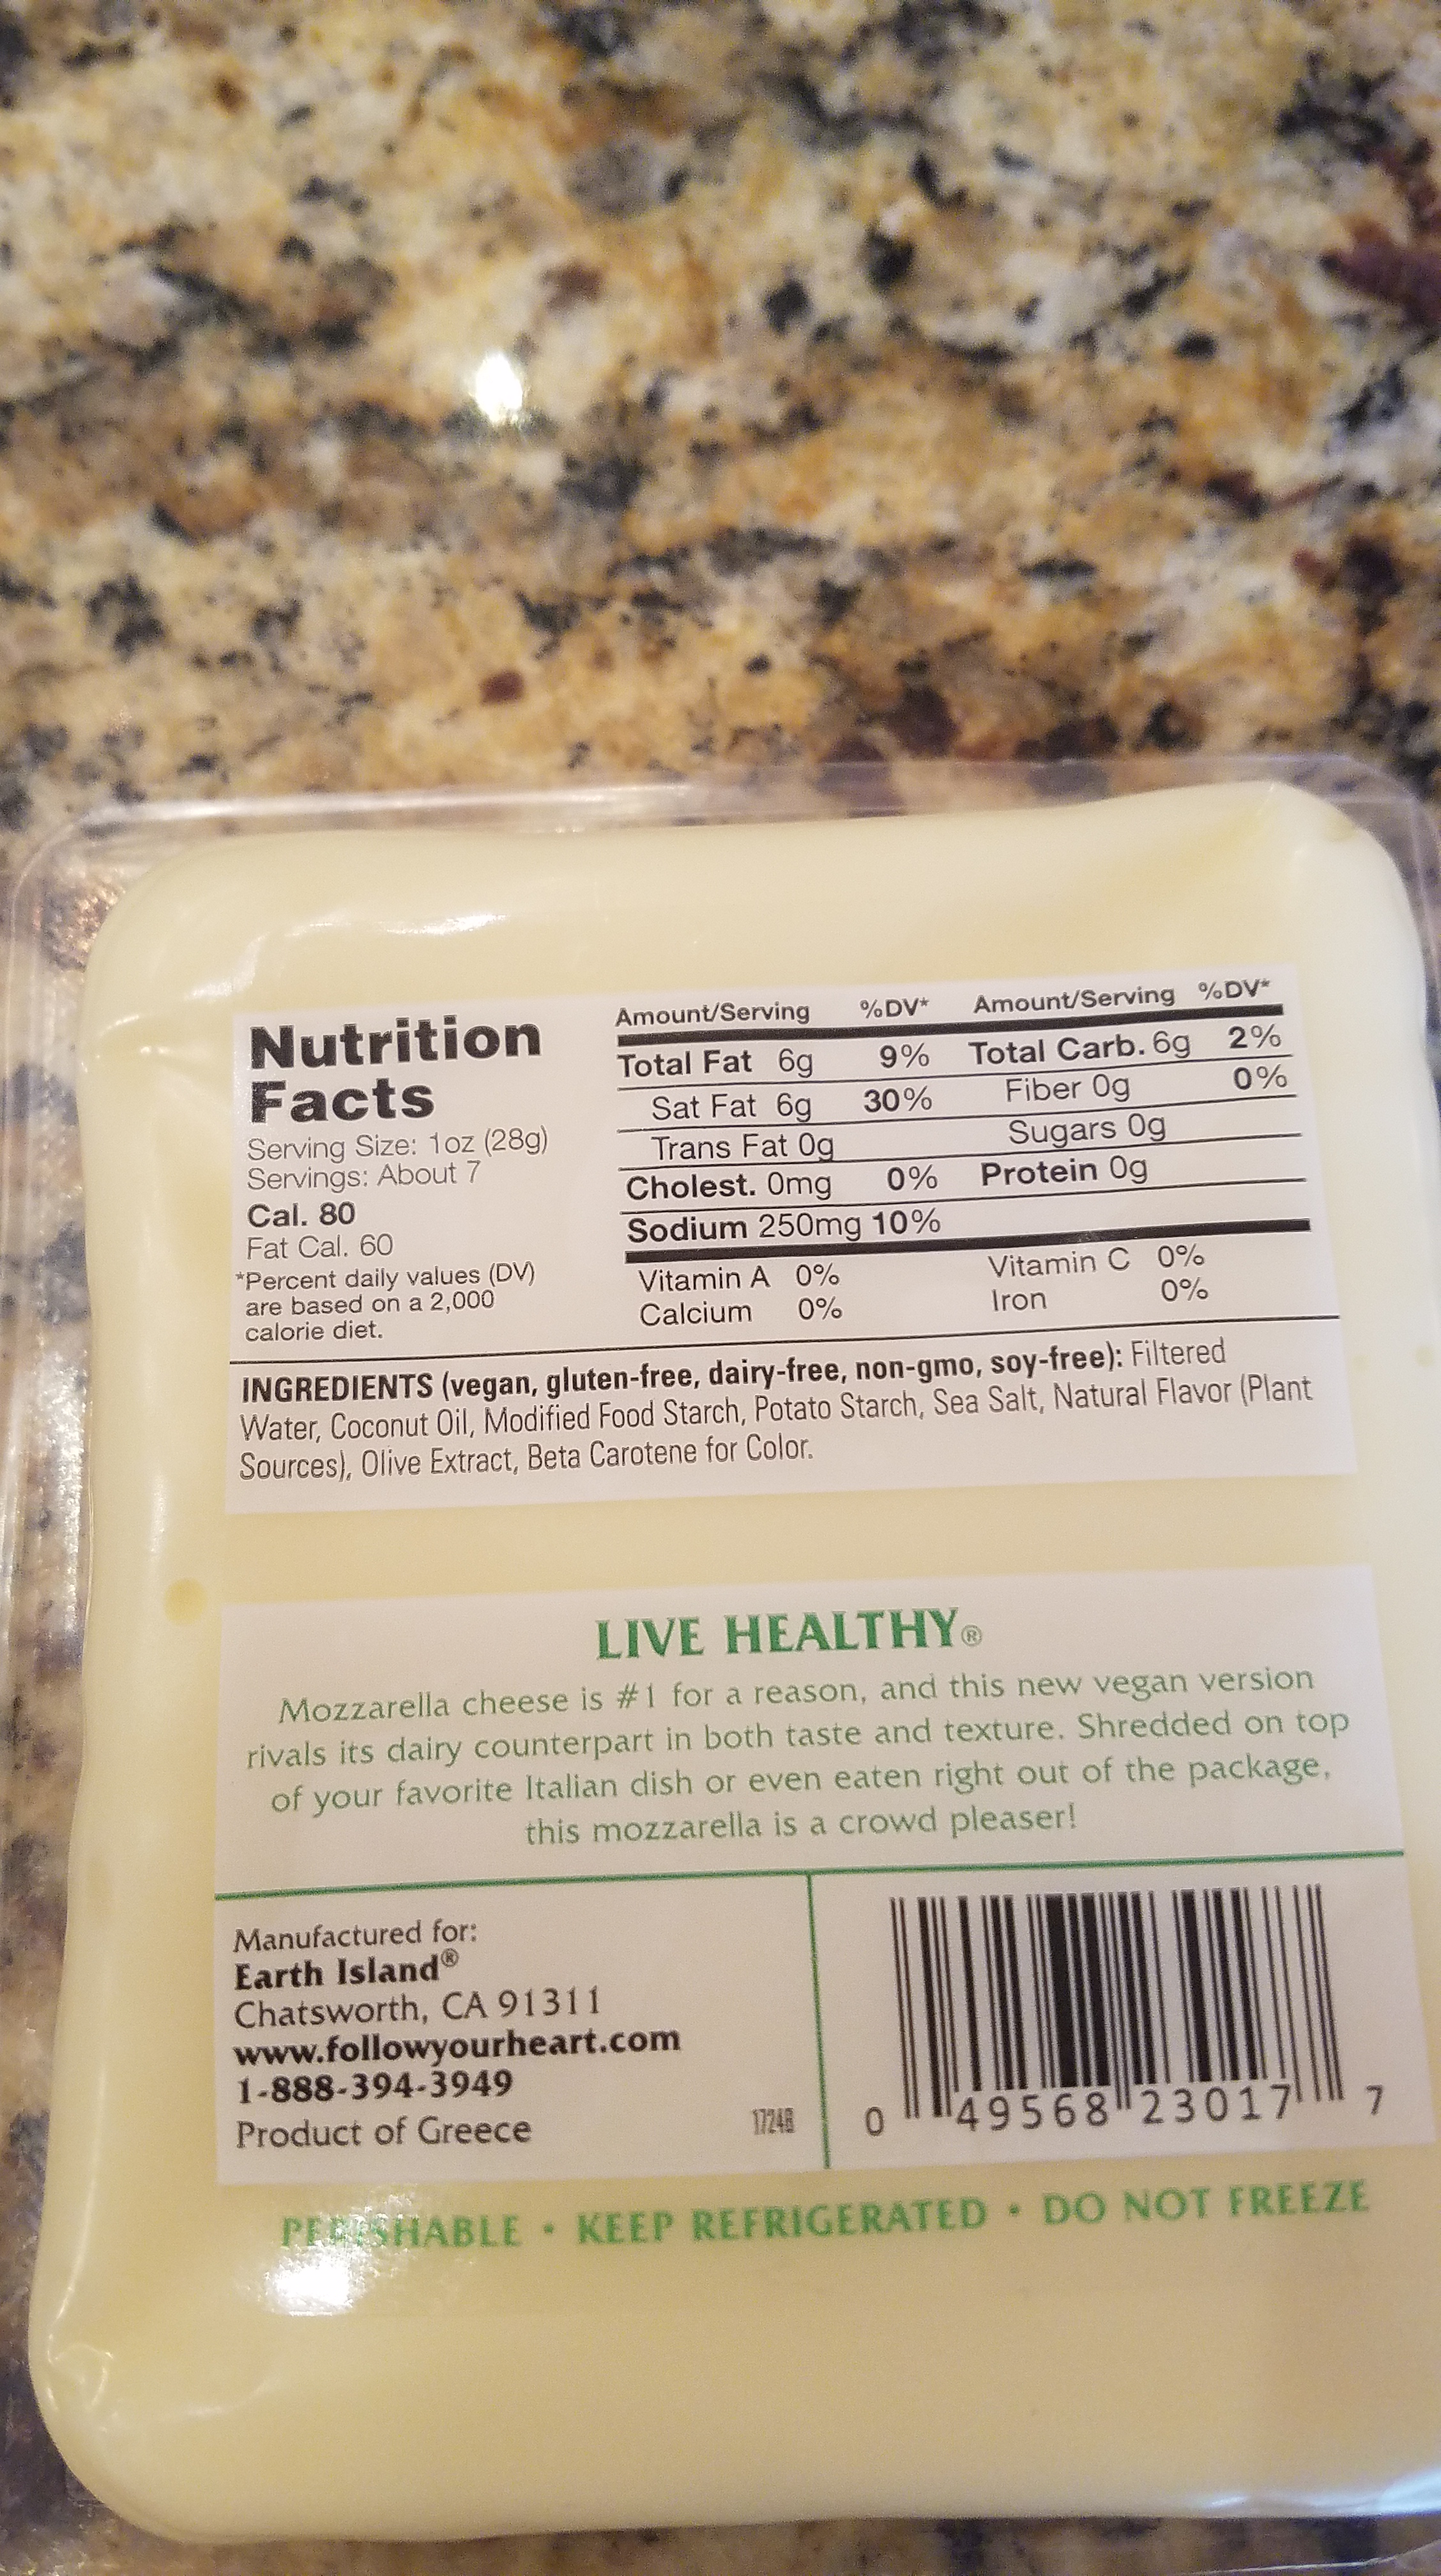 Nutrition
Facts
Serving Size: 1oz (28g)
Servings: About 7
Cal. 80
Fat Cal. 60
*Percent daily values (DV)
are based on a 2,000
calorie diet.
Amount/Serving %DV* Amount/Serving %DV*
Total Fat 6g 9% Total Carb. 6g 2%
Sat Fat 6g 30% Fiber 0g 0%
Trans Fat 0g Sugars 0g
Cholest. 0mg 0% Protein 0g
Sodium 250mg 10%
Vitamin A 0% Vitamin C 0%
Calcium 0% Iron 0%
INGREDIENTS (vegan, gluten-free, dairy-free, non-gmo, soy-free): Filtered
Water, Coconut Oil, Modified Food Starch, Potato Starch, Sea Salt, Natural Flavor (Plant
Sources), Olive Extract, Beta Carotene for Color.
LIVE HEALTHY®
Mozzarella cheese is #1 for a reason, and this new vegan version
rivals its dairy counterpart in both taste and texture. Shredded on top
of your favorite Italian dish or even eaten right out of the package,
this mozzarella is a crowd pleaser!
Manufactured for:
Earth Island®
Chatsworth, CA 91311
www.followyourheart.com
1-888-394-3949
Product of Greece
0 49568 23017 7
PERISHABLE • KEEP REFRIGERATED • DO NOT FREEZE